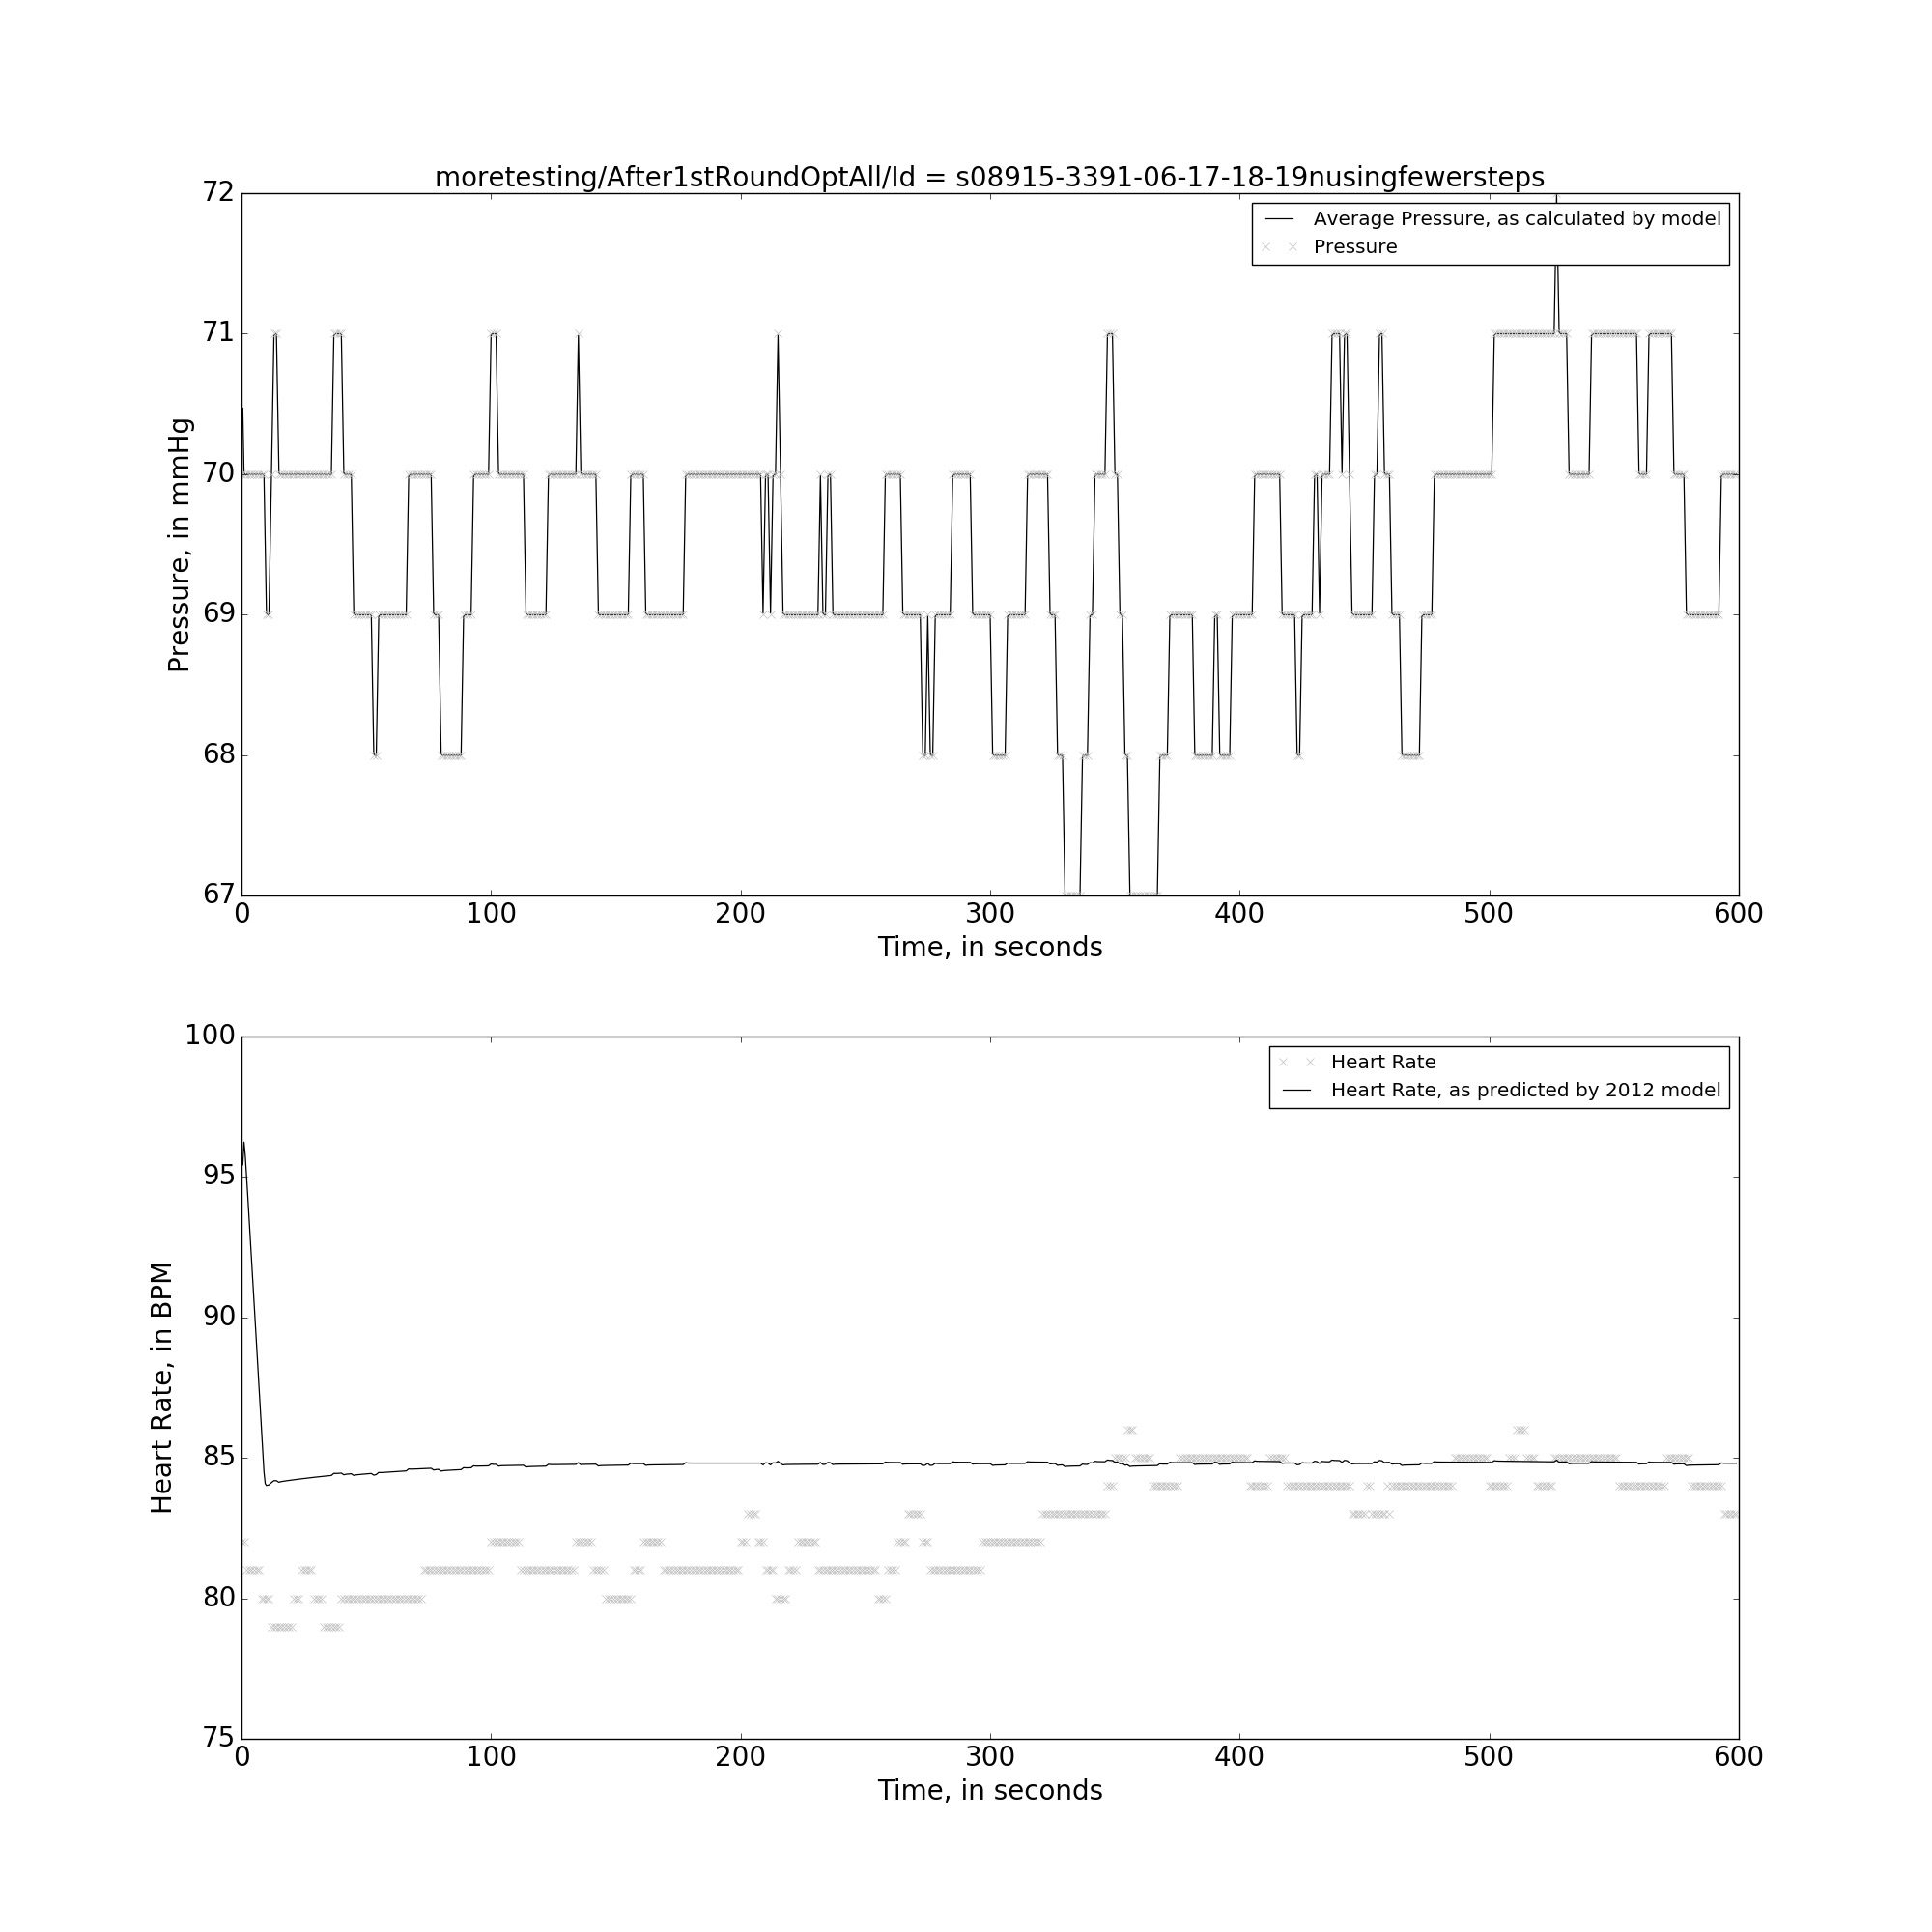 moretesting/After1stRoundOptAll/Id = s08915-3391-06-17-18-19nusingfewersteps
72
71
70
69
68
67
Pressure, in mmHg
Average Pressure, as calculated by model
Pressure
0 100 200 300 400 500 600
Time, in seconds
100
95
90
85
80
75
Heart Rate, in BPM
Heart Rate
Heart Rate, as predicted by 2012 model
0 100 200 300 400 500 600
Time, in seconds